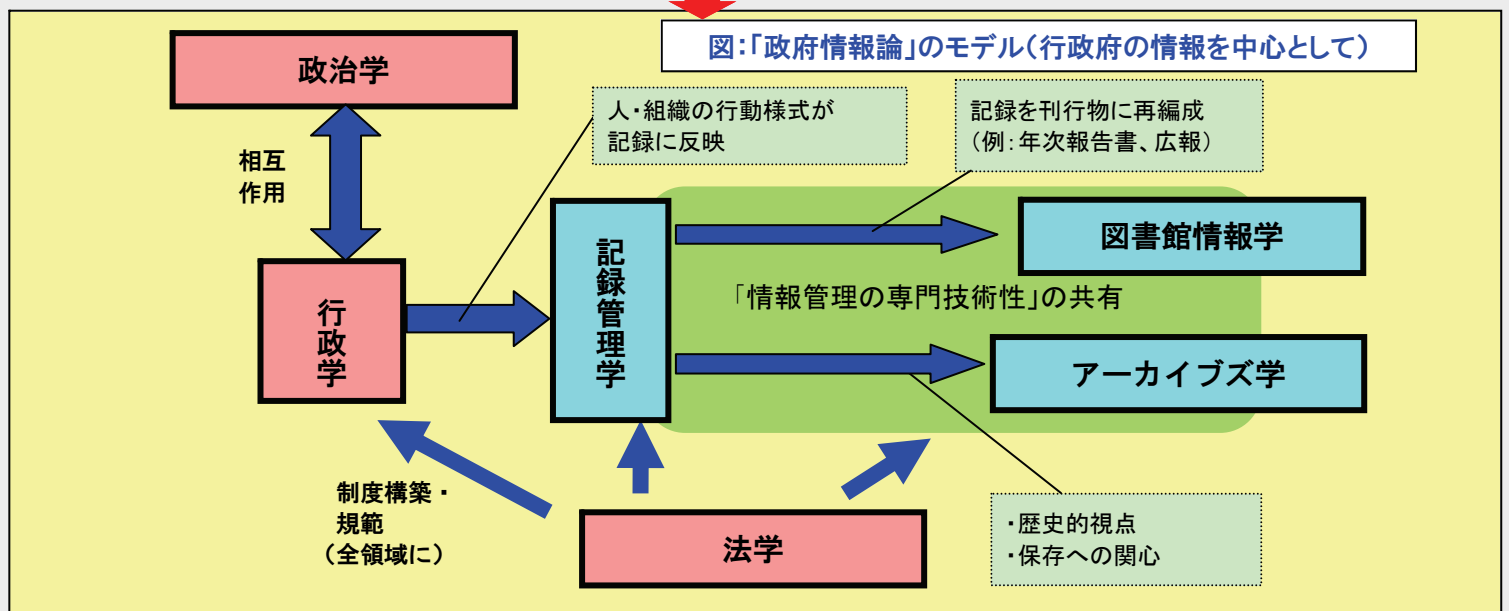 図:「政府情報論」のモデル(行政府の情報を中心として)
政治学
人・組織の行動様式が
記録に反映
記録を刊行物に再編成
(例:年次報告書、広報)
相互
作用
行政学
記録管理学
図書館情報学
「情報管理の専門技術性」の共有
アーカイブズ学
制度構築・
規範
(全領域に)
法学
・歴史的視点
・保存への関心